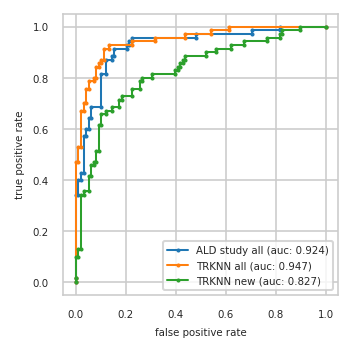 1.0
0.8
0.6
0.4
0.2
0.0
true positive rate
ALD study all (auc: 0.924)
TRKNN all (auc: 0.947)
TRKNN new (auc: 0.827)
0.0 0.2 0.4 0.6 0.8 1.0
false positive rate